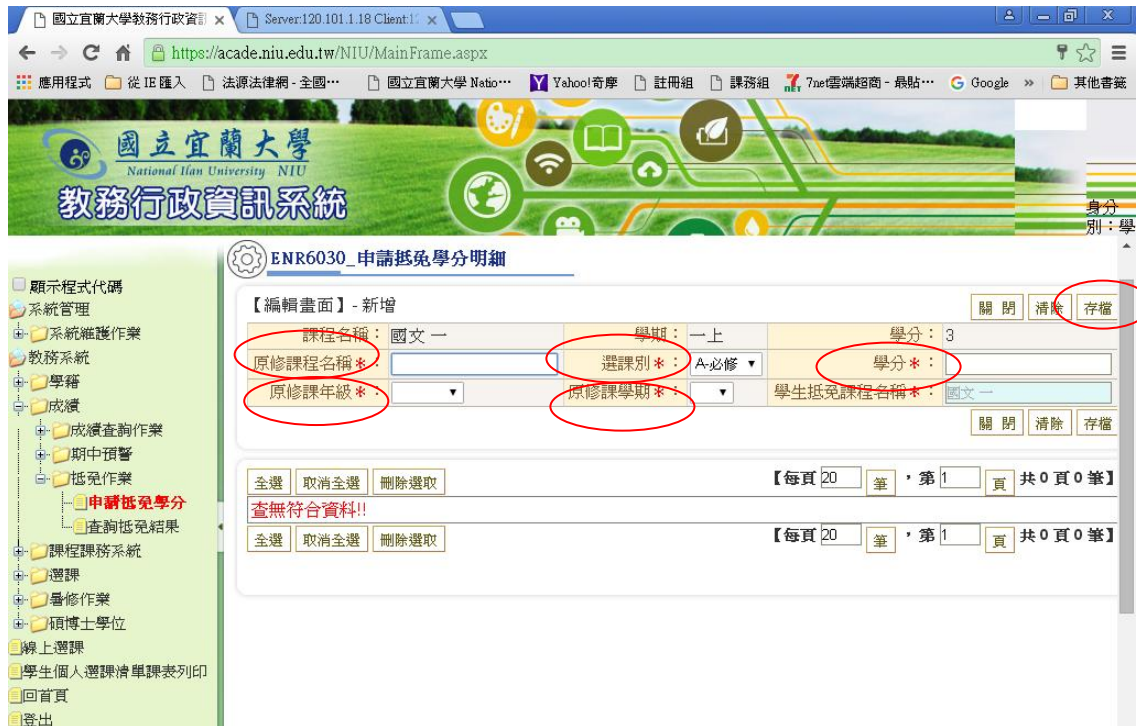 國立宜蘭大學教務行政資訊
Server:120.101.1.18 Client:12
https://acade.niu.edu.tw/NIU/MainFrame.aspx
應用程式 從 IE 匯入 法源法律網 - 全國… 國立宜蘭大學 Natio… Yahoo!奇摩 註冊組 課務組 7net雲端超商 - 最貼… Google » 其他書籤
國立宜蘭大學
National Ilan University NIU
教務行政資訊系統
身分
別：學
ENR6030_申請抵免學分明細
顯示程式代碼
系統管理
系統維護作業
教務系統
學籍
成績
成績查詢作業
期中預警
抵免作業
申請抵免學分
查詢抵免結果
課程課務系統
選課
暑修作業
碩博士學位
線上選課
學生個人選課清單課表列印
回首頁
登出
【編輯畫面】- 新增 關 閉 清除 存檔
課程名稱： 國文 一 學期： 一上 學分： 3
原修課程名稱＊： 選課別＊： A-必修 學分＊：
原修課年級＊： 原修課學期＊： 學生抵免課程名稱＊： 國文 一
關 閉 清除 存檔
全選 取消全選 刪除選取 【每頁 20 筆 ，第 1 頁 共 0 頁 0 筆】
查無符合資料!!
全選 取消全選 刪除選取 【每頁 20 筆 ，第 1 頁 共 0 頁 0 筆】